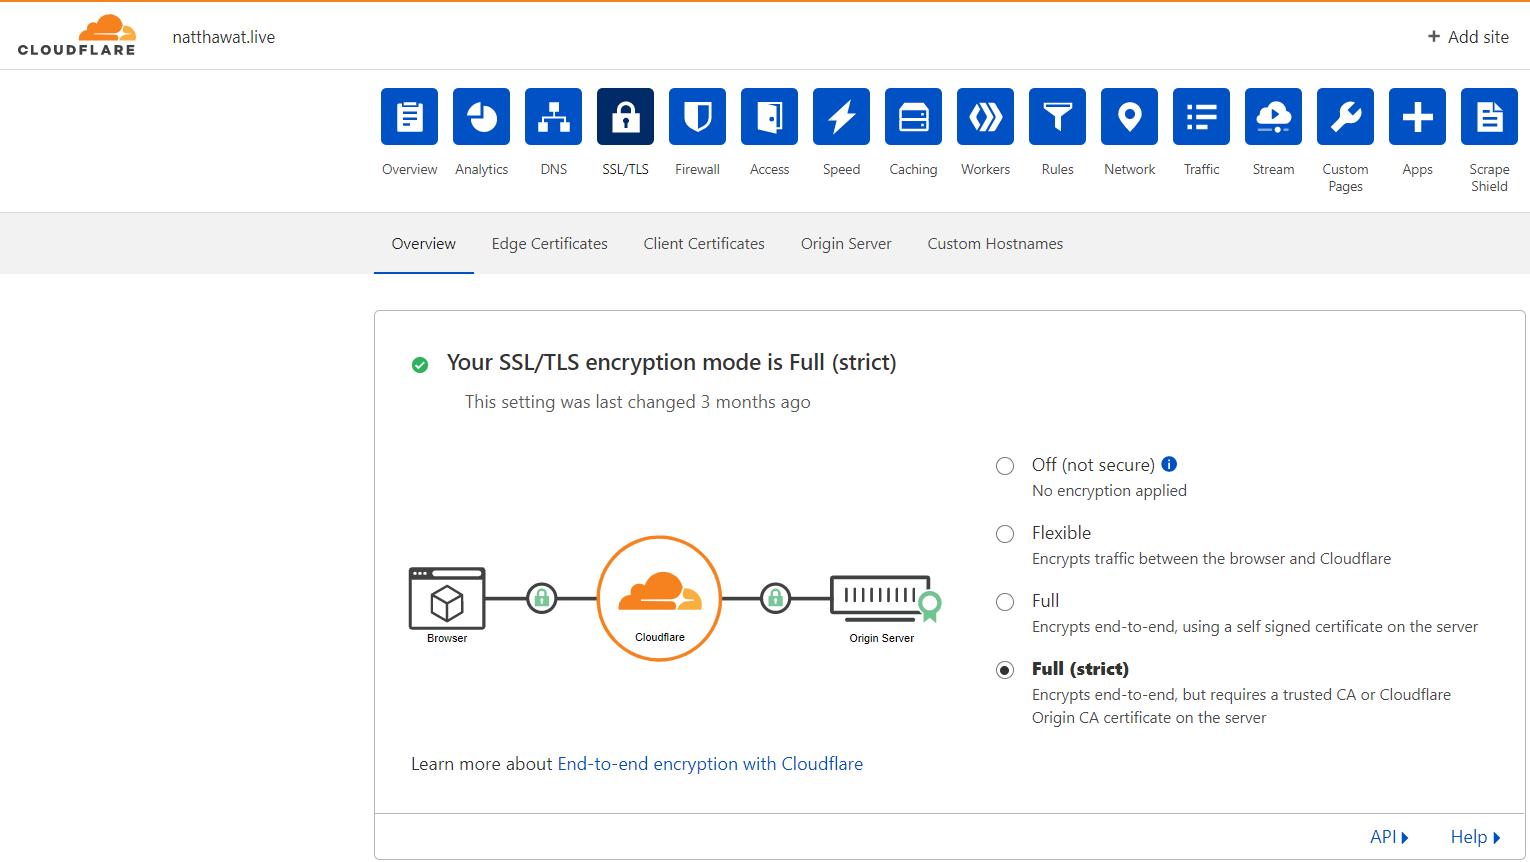 CLOUDFLARE
natthawat.live
+ Add site
Overview
Analytics
DNS
SSL/TLS
Firewall
Access
Speed
Caching
Workers
Rules
Network
Traffic
Stream
Custom
Pages
Apps
Scrape
Shield
Overview
Edge Certificates
Client Certificates
Origin Server
Custom Hostnames
Your SSL/TLS encryption mode is Full (strict)
This setting was last changed 3 months ago
Browser
Cloudflare
Origin Server
Off (not secure)
No encryption applied
Flexible
Encrypts traffic between the browser and Cloudflare
Full
Encrypts end-to-end, using a self signed certificate on the server
Full (strict)
Encrypts end-to-end, but requires a trusted CA or Cloudflare
Origin CA certificate on the server
Learn more about End-to-end encryption with Cloudflare
API
Help